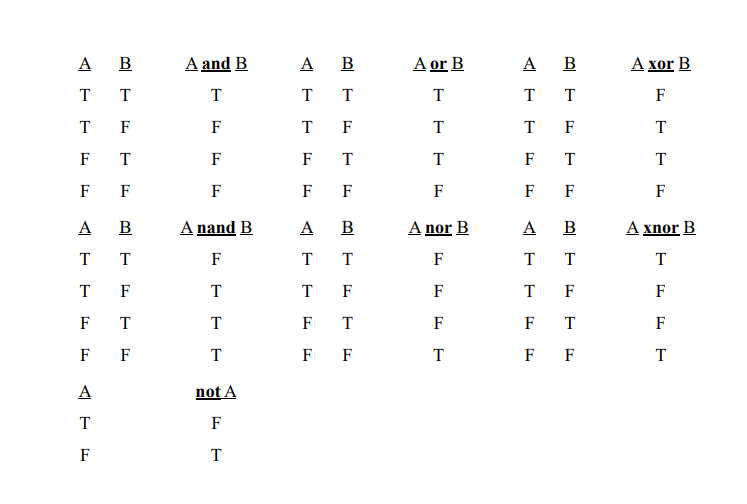 A B A and B A B A or B A B A xor B
T T T T T T T T F
T F F T F T T F T
F T F F T T F T T
F F F F F F F F F
A B A nand B A B A nor B A B A xnor B
T T F T T F T T T
T F T T F F T F F
F T T F T F F T F
F F T F F T F F T
A not A
T F
F T